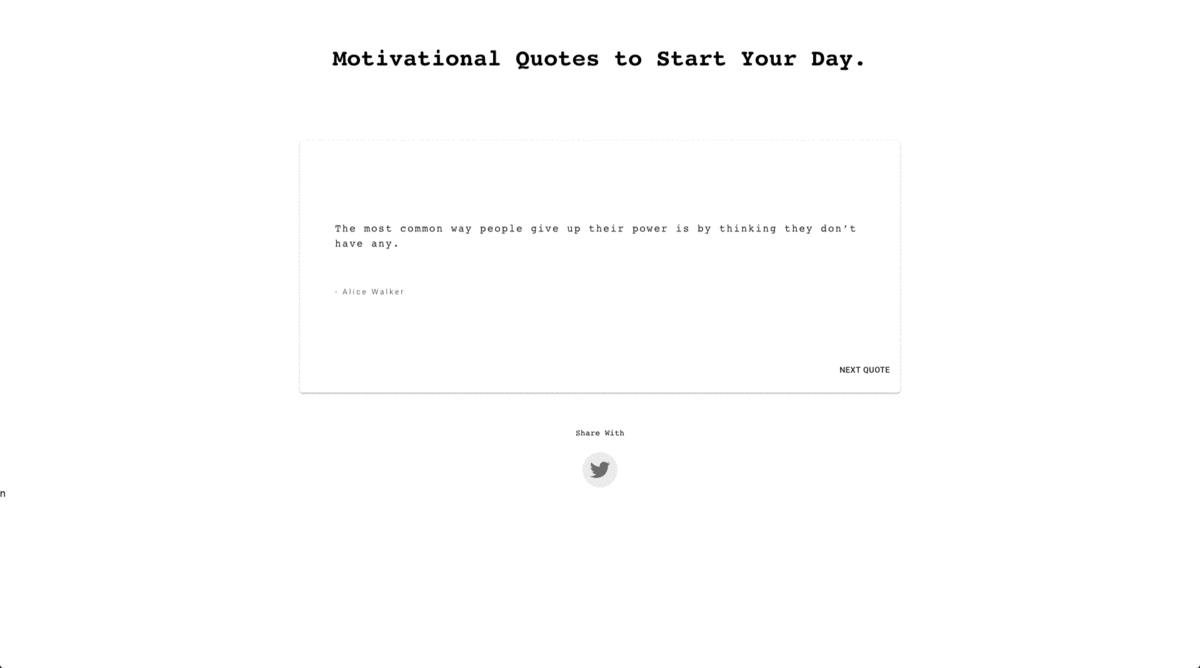 Motivational Quotes to Start Your Day.
The most common way people give up their power is by thinking they don’t
have any.
- Alice Walker
NEXT QUOTE
Share With
n